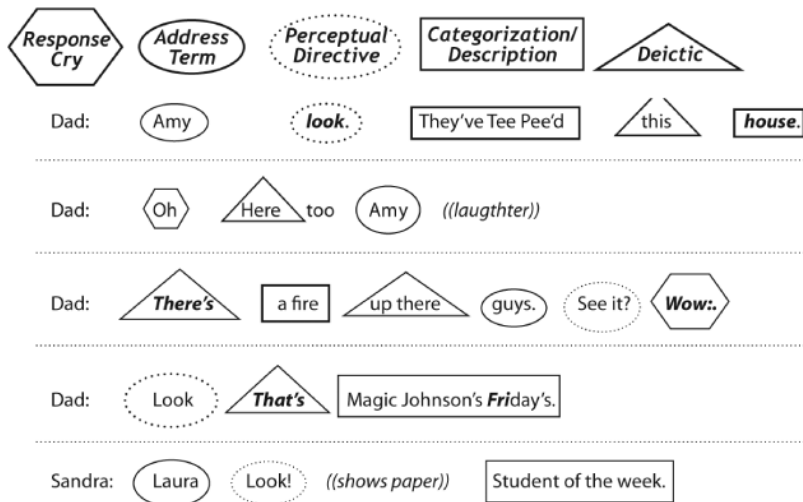 Response Cry Address Term Perceptual Directive Categorization/ Description Deictic
Dad: Amy look. They've Tee Pee'd this house.
Dad: Oh Here too Amy ((laugthter))
Dad: There's a fire up there guys. See it? Wow:.
Dad: Look That's Magic Johnson's Friday's.
Sandra: Laura Look! ((shows paper)) Student of the week.